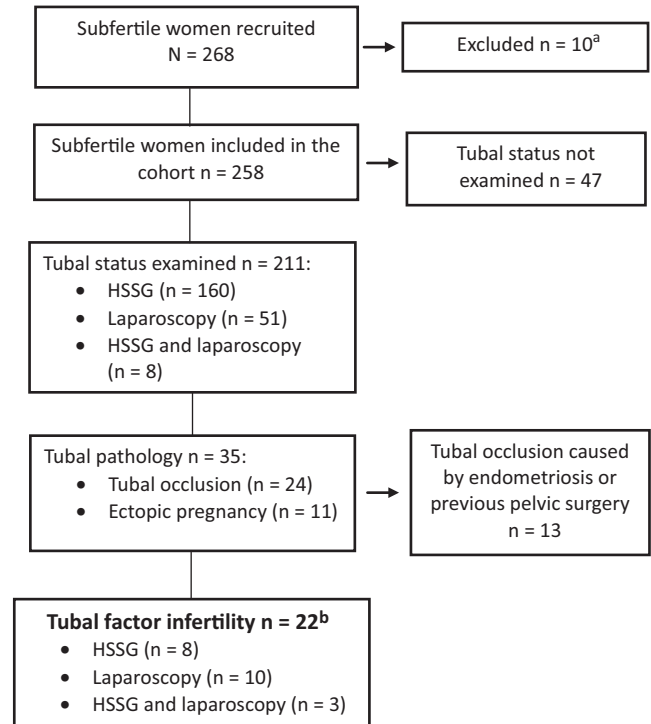 Subfertile women recruited
N = 268
Excluded n = 10a
Subfertile women included in the
cohort n = 258
Tubal status not
examined n = 47
Tubal status examined n = 211:
• HSSG (n = 160)
• Laparoscopy (n = 51)
• HSSG and laparoscopy
(n = 8)
Tubal pathology n = 35:
• Tubal occlusion (n = 24)
• Ectopic pregnancy (n = 11)
Tubal occlusion caused
by endometriosis or
previous pelvic surgery
n = 13
Tubal factor infertility n = 22b
• HSSG (n = 8)
• Laparoscopy (n = 10)
• HSSG and laparoscopy (n = 3)